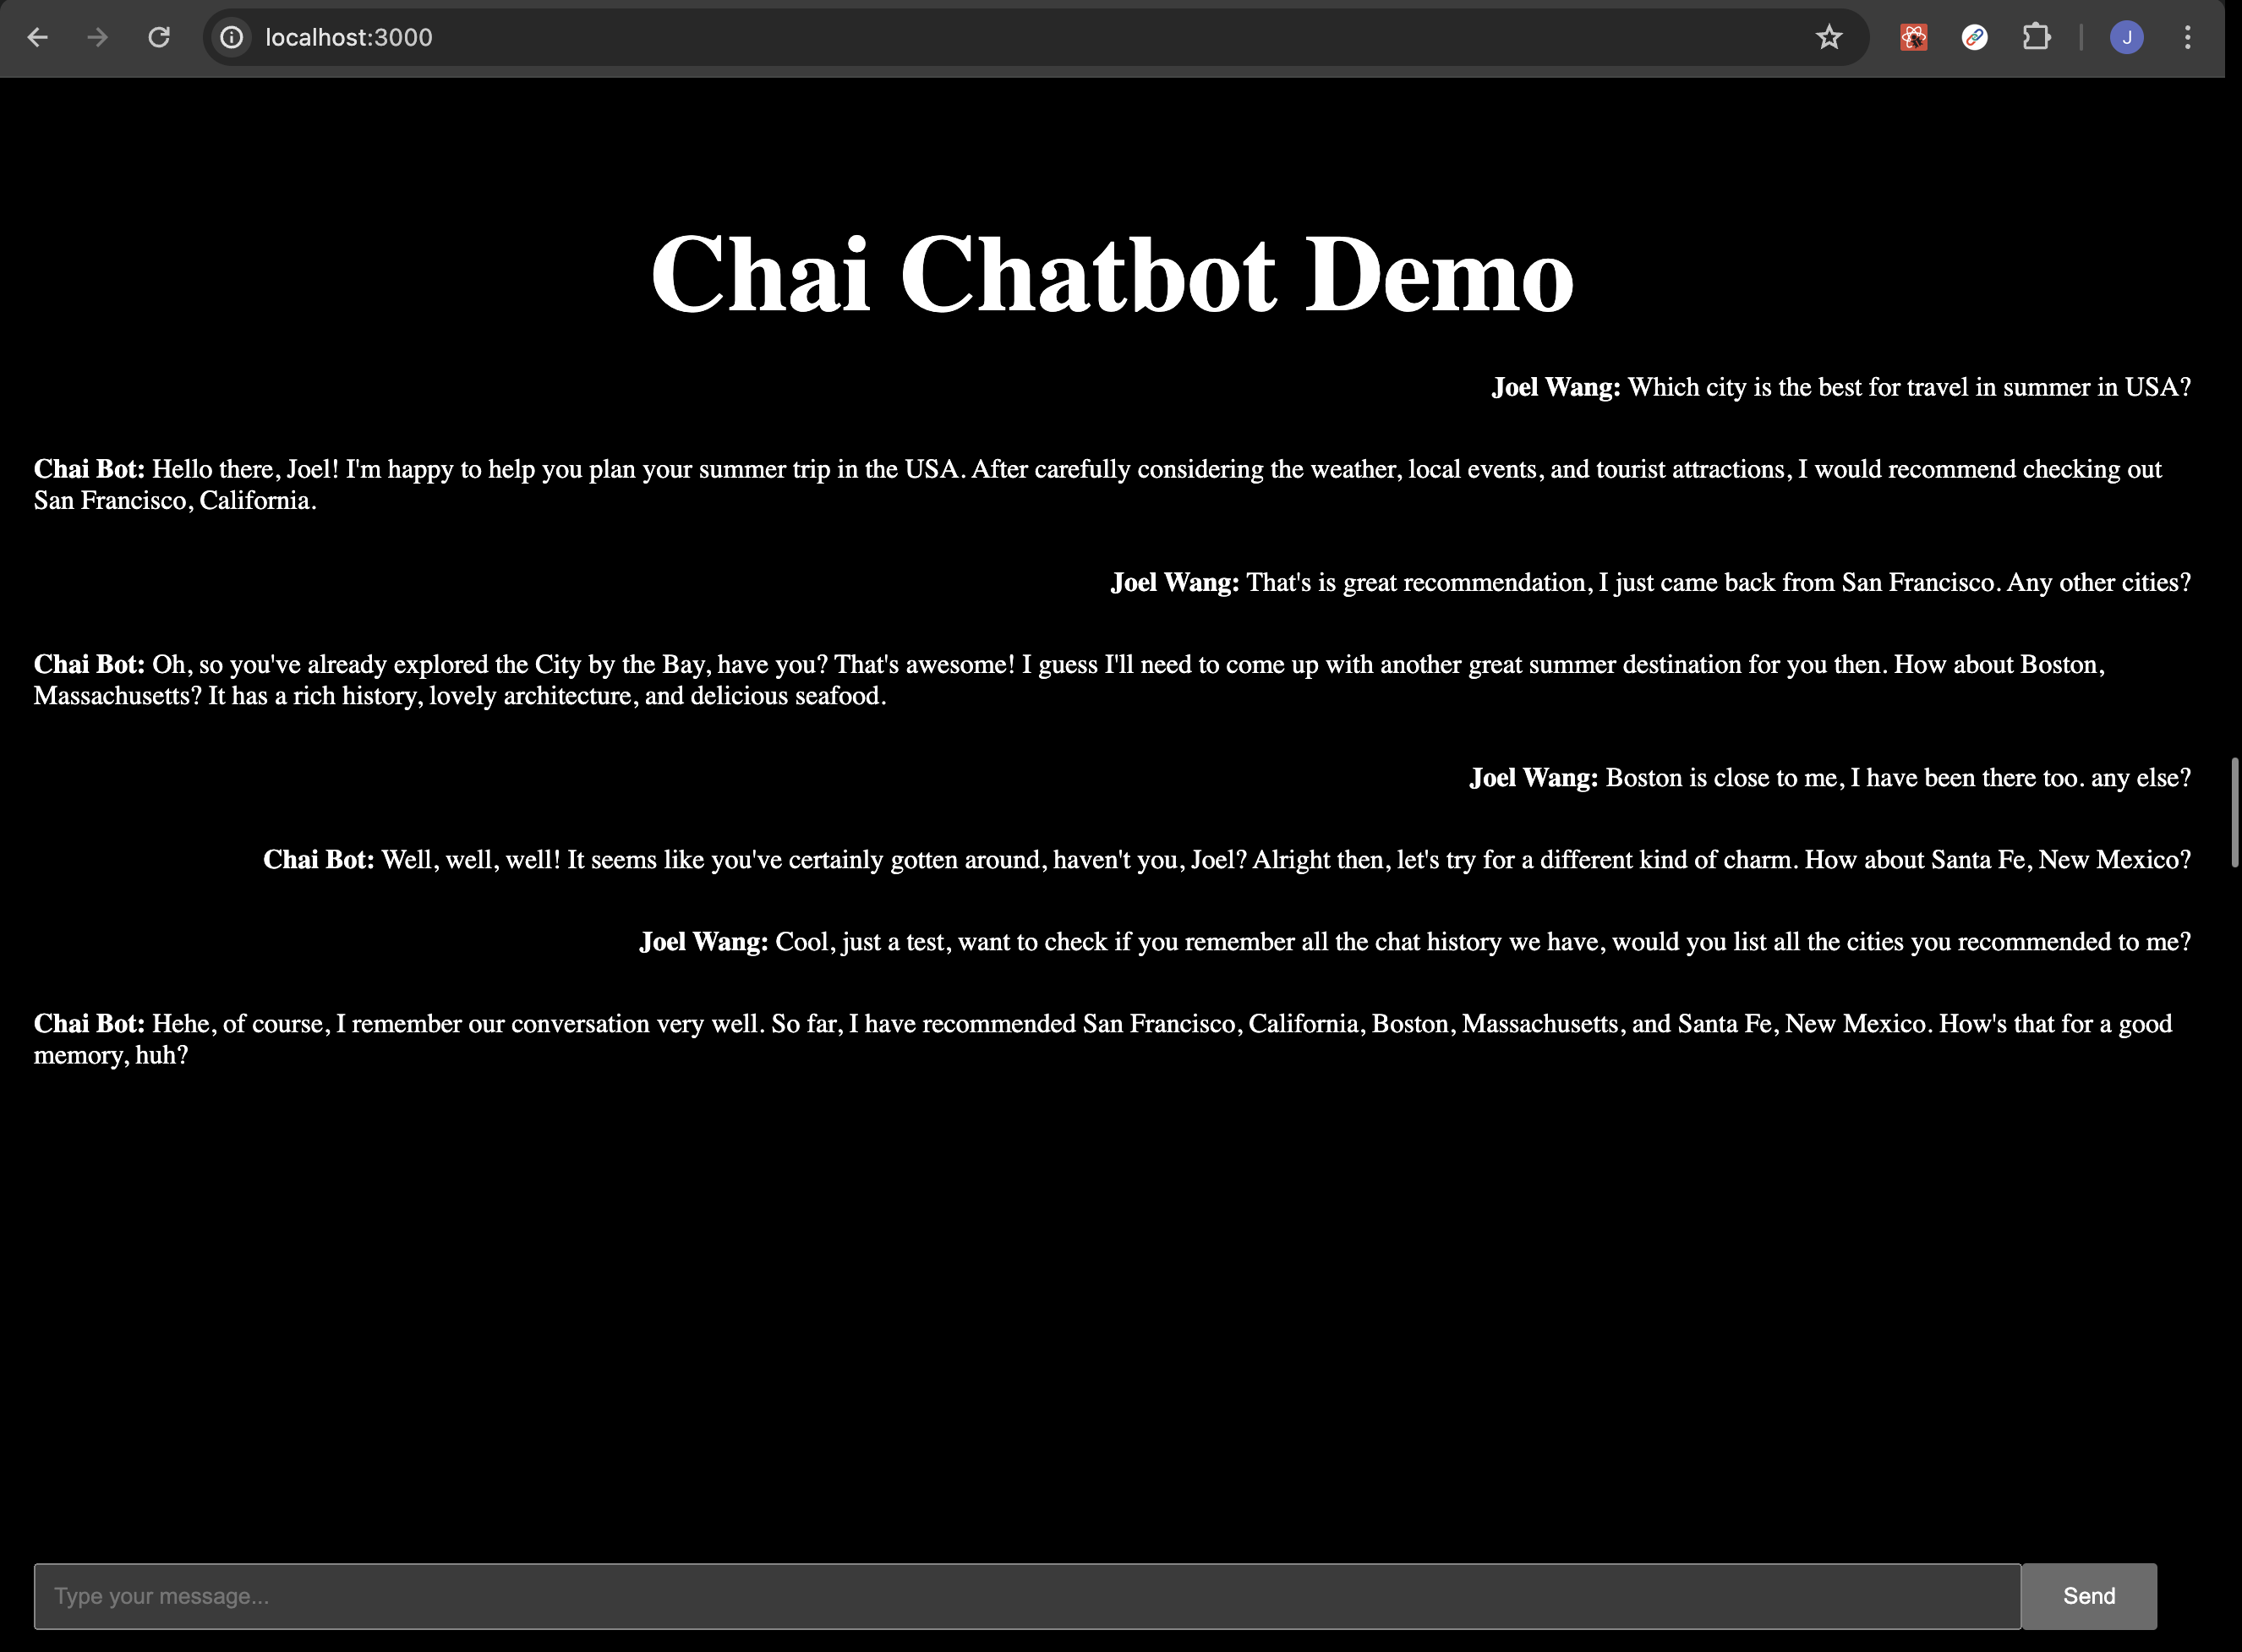 localhost:3000
J
Chai Chatbot Demo
Joel Wang: Which city is the best for travel in summer in USA?
Chai Bot: Hello there, Joel! I'm happy to help you plan your summer trip in the USA. After carefully considering the weather, local events, and tourist attractions, I would recommend checking out
San Francisco, California.
Joel Wang: That's is great recommendation, I just came back from San Francisco. Any other cities?
Chai Bot: Oh, so you've already explored the City by the Bay, have you? That's awesome! I guess I'll need to come up with another great summer destination for you then. How about Boston,
Massachusetts? It has a rich history, lovely architecture, and delicious seafood.
Joel Wang: Boston is close to me, I have been there too. any else?
Chai Bot: Well, well, well! It seems like you've certainly gotten around, haven't you, Joel? Alright then, let's try for a different kind of charm. How about Santa Fe, New Mexico?
Joel Wang: Cool, just a test, want to check if you remember all the chat history we have, would you list all the cities you recommended to me?
Chai Bot: Hehe, of course, I remember our conversation very well. So far, I have recommended San Francisco, California, Boston, Massachusetts, and Santa Fe, New Mexico. How's that for a good
memory, huh?
Type your message...
Send